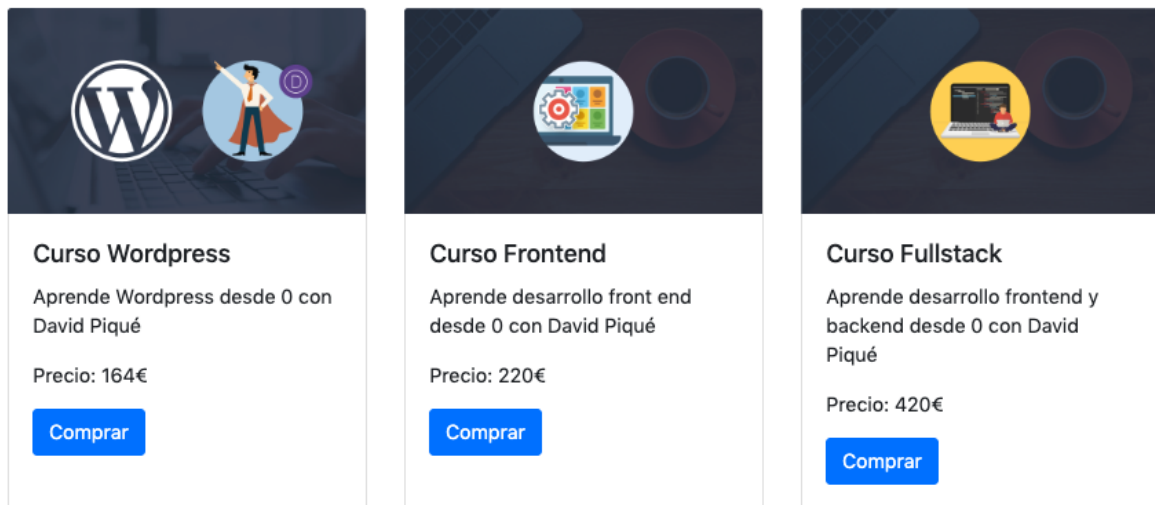 Curso Wordpress
Aprende Wordpress desde 0 con
David Piqué
Precio: 164€
Comprar
Curso Frontend
Aprende desarrollo front end
desde 0 con David Piqué
Precio: 220€
Comprar
Curso Fullstack
Aprende desarrollo frontend y
backend desde 0 con David
Piqué
Precio: 420€
Comprar